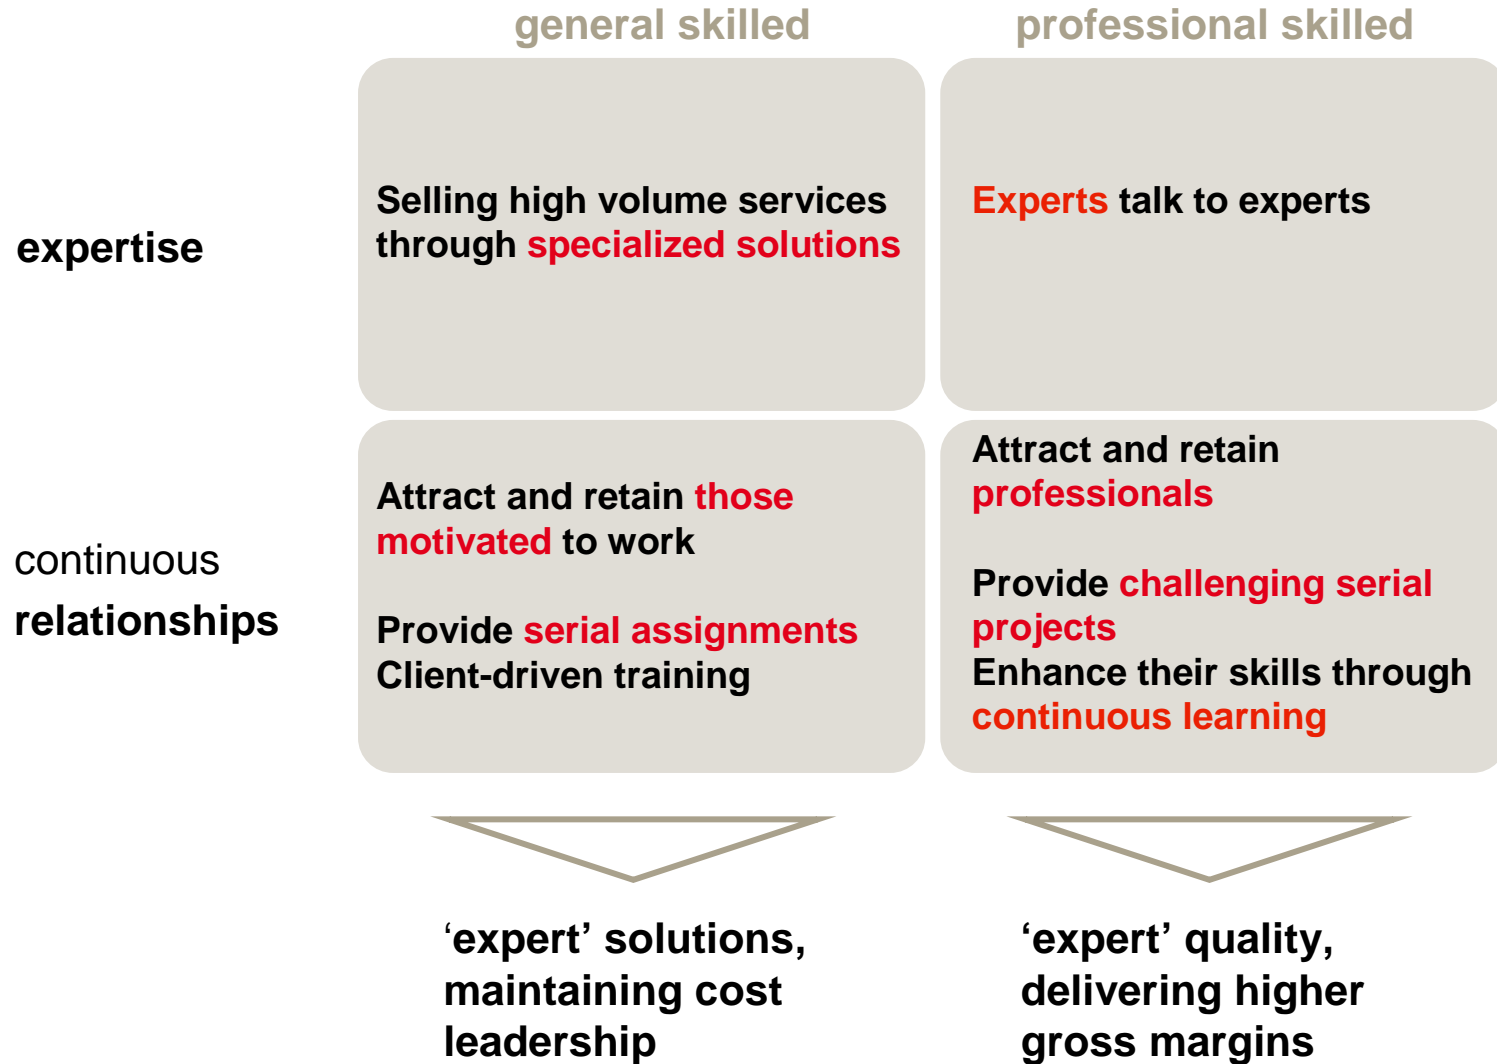 general skilled
professional skilled
expertise
Selling high volume services
through specialized solutions
Experts talk to experts
continuous
relationships
Attract and retain those
motivated to work
Provide serial assignments
Client-driven training
Attract and retain
professionals
Provide challenging serial
projects
Enhance their skills through
continuous learning
‘expert’ solutions,
maintaining cost
leadership
‘expert’ quality,
delivering higher
gross margins